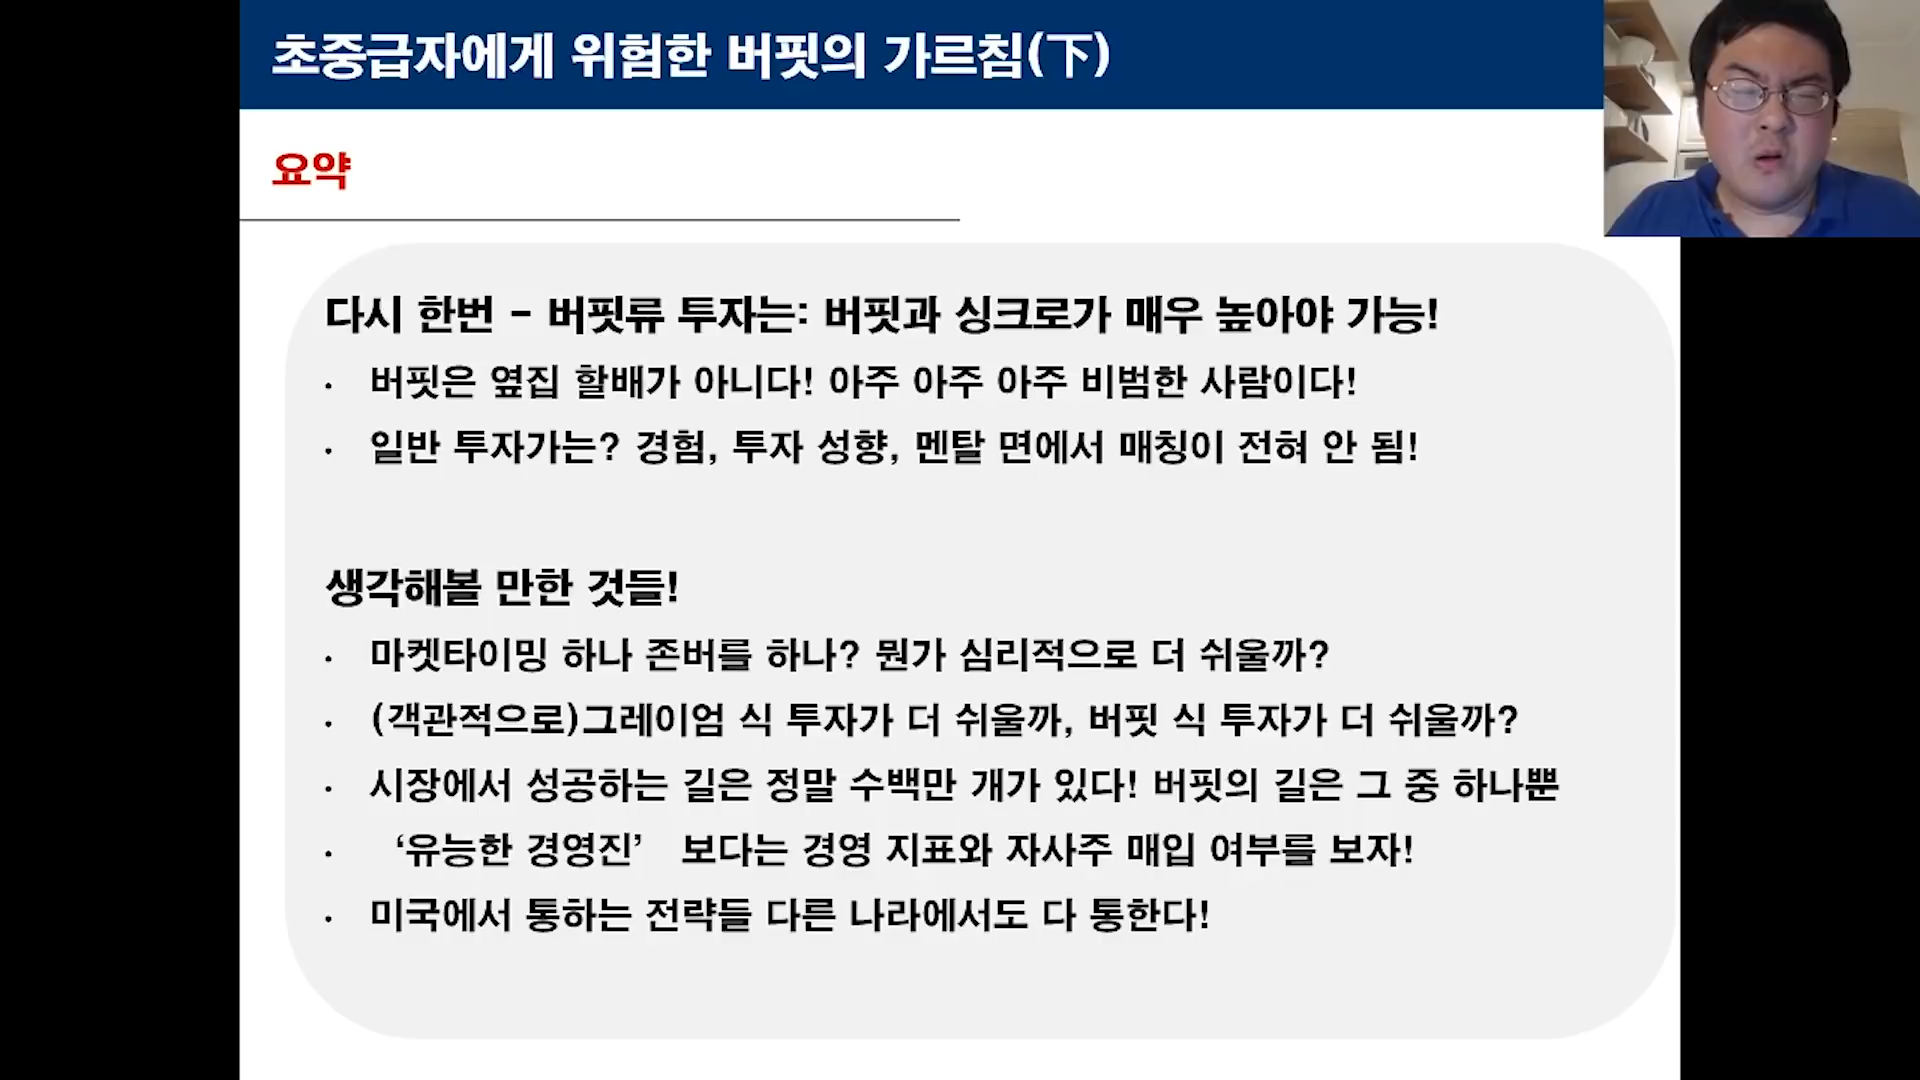 초중급자에게 위험한 버핏의 가르침(下)
요약
다시 한번 - 버핏류 투자는: 버핏과 싱크로가 매우 높아야 가능!
• 버핏은 옆집 할배가 아니다! 아주 아주 아주 비범한 사람이다!
• 일반 투자가는? 경험, 투자 성향, 멘탈 면에서 매칭이 전혀 안 됨!
생각해볼 만한 것들!
• 마켓타이밍 하나 존버를 하나? 뭔가 심리적으로 더 쉬울까?
• (객관적으로)그레이엄 식 투자가 더 쉬울까, 버핏 식 투자가 더 쉬울까?
• 시장에서 성공하는 길은 정말 수백만 개가 있다! 버핏의 길은 그 중 하나뿐
• ‘유능한 경영진’ 보다는 경영 지표와 자사주 매입 여부를 보자!
• 미국에서 통하는 전략들 다른 나라에서도 다 통한다!